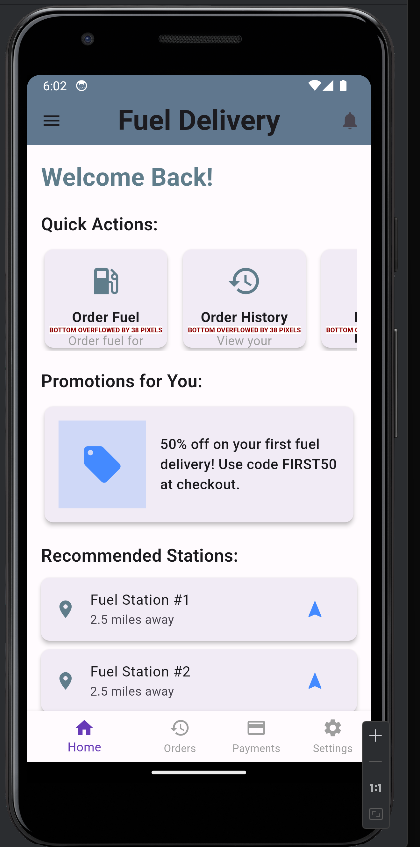 6:02
Fuel Delivery
Welcome Back!
Quick Actions:
Order Fuel
BOTTOM OVERFLOWED BY 38 PIXELS
Order fuel for
Order History
BOTTOM OVERFLOWED BY 38 PIXELS
View your
BOTTOM
Promotions for You:
50% off on your first fuel
delivery! Use code FIRST50
at checkout.
Recommended Stations:
Fuel Station #1
2.5 miles away
Fuel Station #2
2.5 miles away
Home
Orders
Payments
Settings
1:1